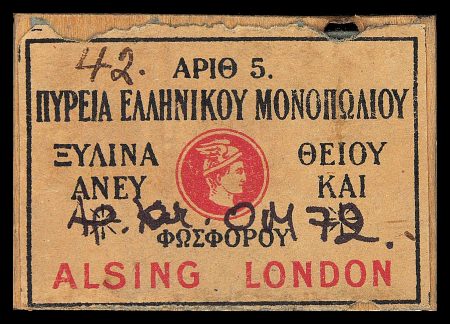 42.
ΑΡΙΘ 5.
ΠΥΡΕΙΑ ΕΛΛΗΝΙΚΟΥ ΜΟΝΟΠΩΛΙΟΥ
ΞΥΛΙΝΑ ΘΕΙΟΥ
ΑΝΕΥ ΚΑΙ
ΦΩΣΦΟΡΟΥ
ALSING LONDON